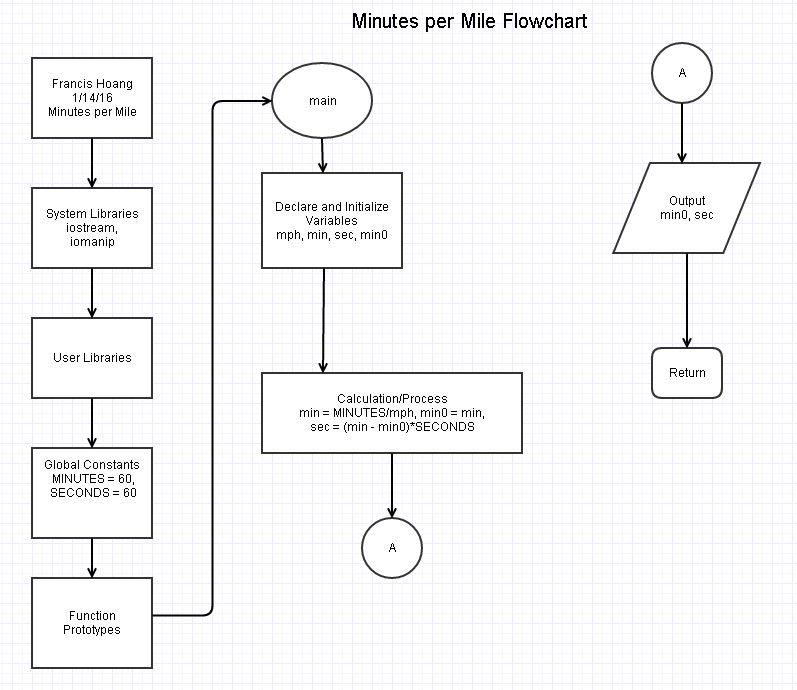 Minutes per Mile Flowchart
Francis Hoang
1/14/16
Minutes per Mile
System Libraries
iostream,
iomanip
User Libraries
Global Constants
MINUTES = 60,
SECONDS = 60
Function
Prototypes
main
Declare and Initialize
Variables
mph, min, sec, min0
Calculation/Process
min = MINUTES/mph, min0 = min,
sec = (min - min0)*SECONDS
A
A
Output
min0, sec
Return